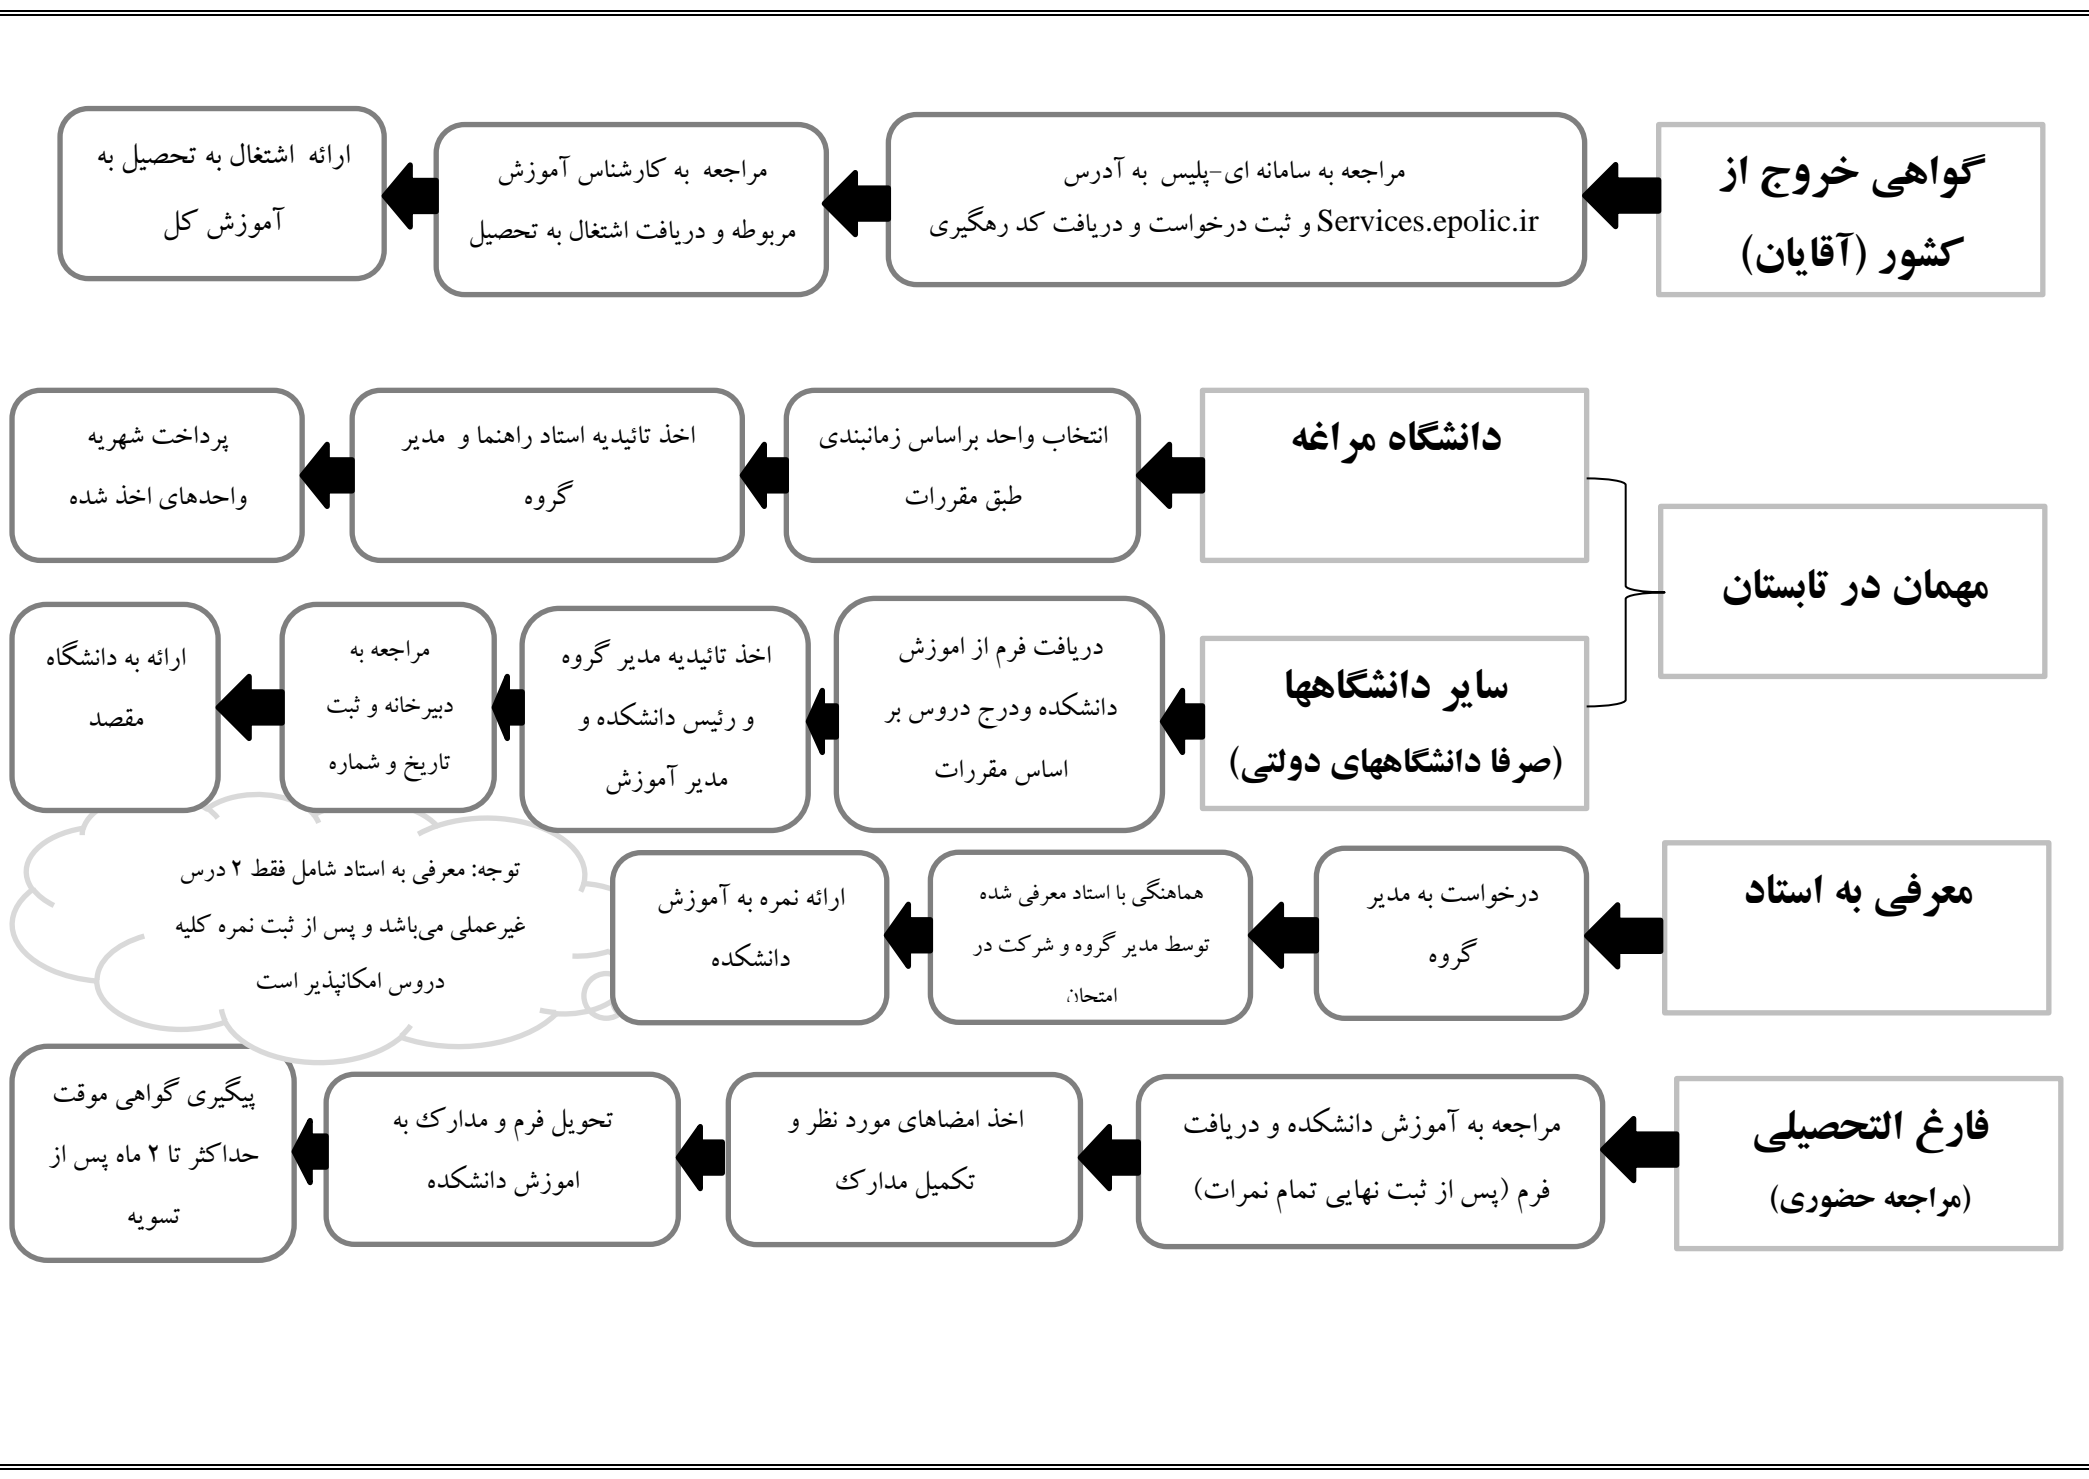 گواهی خروج از
کشور (آقایان)
مراجعه به سامانه ای-پلیس به آدرس
Services.epolic.ir و ثبت درخواست و دریافت کد رهگیری
مراجعه به کارشناس آموزش
مربوطه و دریافت اشتغال به تحصیل
ارائه اشتغال به تحصیل به
آموزش کل
مهمان در تابستان
دانشگاه مراغه
انتخاب واحد براساس زمانبندی
طبق مقررات
اخذ تائیدیه استاد راهنما و مدیر
گروه
پرداخت شهریه
واحدهای اخذ شده
سایر دانشگاهها
(صرفا دانشگاههای دولتی)
دریافت فرم از اموزش
دانشکده ودرج دروس بر
اساس مقررات
اخذ تائیدیه مدیر گروه
و رئیس دانشکده و
مدیر آموزش
مراجعه به
دبیرخانه و ثبت
تاریخ و شماره
ارائه به دانشگاه
مقصد
معرفی به استاد
درخواست به مدیر
گروه
هماهنگی با استاد معرفی شده
توسط مدیر گروه و شرکت در
امتحان
ارائه نمره به آموزش
دانشکده
توجه: معرفی به استاد شامل فقط ۲ درس
غیرعملی می‌باشد و پس از ثبت نمره کلیه
دروس امکانپذیر است
فارغ التحصیلی
(مراجعه حضوری)
مراجعه به آموزش دانشکده و دریافت
فرم (پس از ثبت نهایی تمام نمرات)
اخذ امضاهای مورد نظر و
تکمیل مدارک
تحویل فرم و مدارک به
اموزش دانشکده
پیگیری گواهی موقت
حداکثر تا ۲ ماه پس از
تسویه